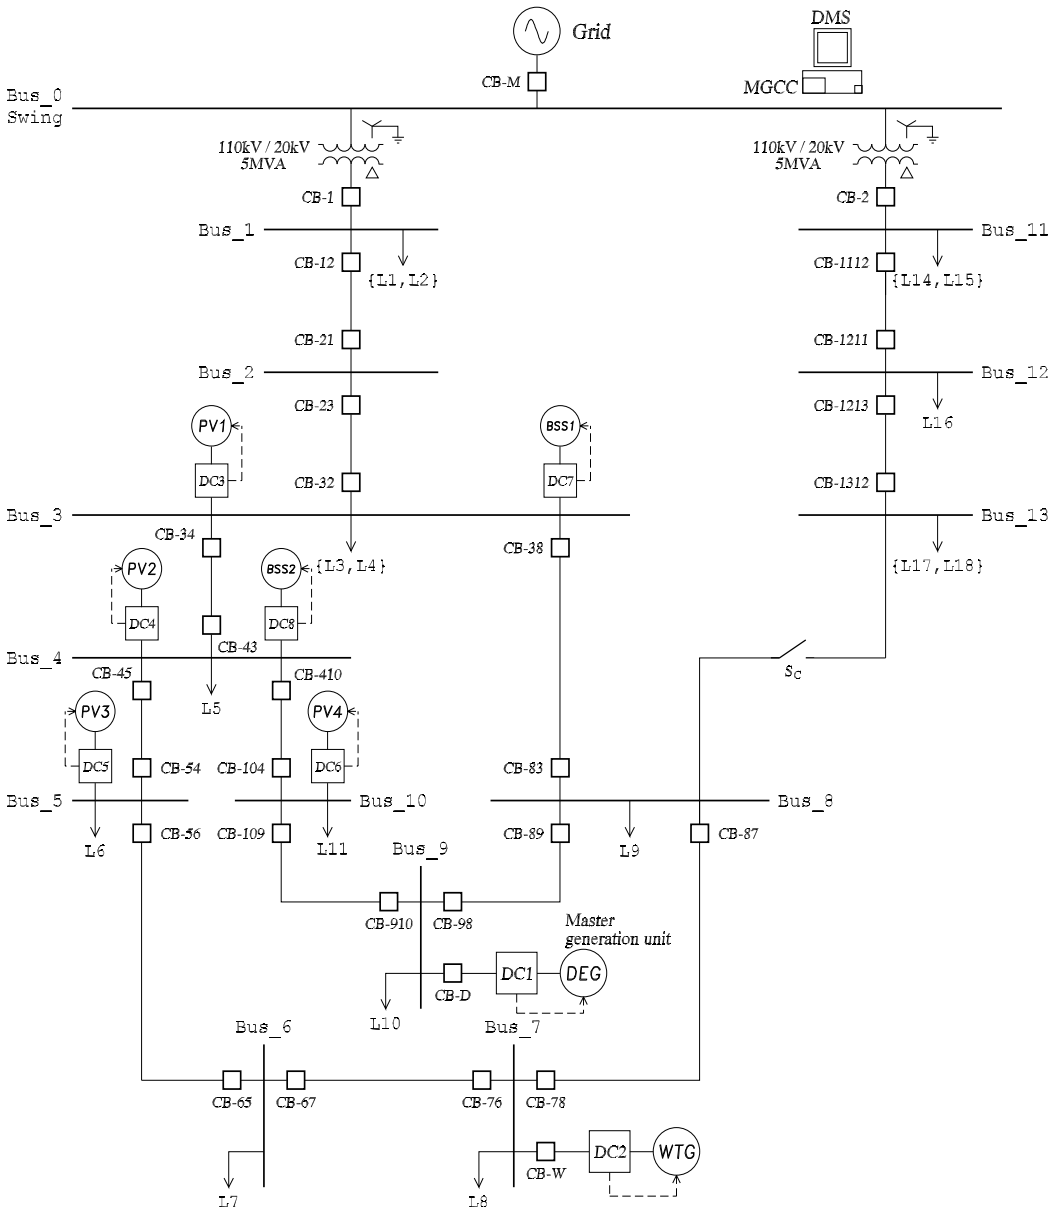 DMS
Grid
CB-M
MGCC
Bus_0
Swing
110kV / 20kV
5MVA
110kV / 20kV
5MVA
CB-1
CB-2
Bus_1
Bus_11
CB-12
{L1,L2}
CB-1112
{L14,L15}
CB-21
CB-1211
Bus_2
Bus_12
CB-23
CB-1213
PV1
BSS1
L16
DC3
CB-32
DC7
CB-1312
Bus_3
Bus_13
CB-34
CB-38
PV2
BSS2
{L3,L4}
{L17,L18}
DC4
DC8
CB-43
Bus_4
CB-45
CB-410
SC
PV3
L5
PV4
DC5
CB-54
CB-104
DC6
CB-83
Bus_5
Bus_10
Bus_8
CB-56
CB-109
CB-89
CB-87
L6
L11
Bus_9
L9
CB-910
CB-98
Master
generation unit
DC1
DEG
CB-D
L10
Bus_6
Bus_7
CB-65
CB-67
CB-76
CB-78
DC2
WTG
CB-W
L7
L8